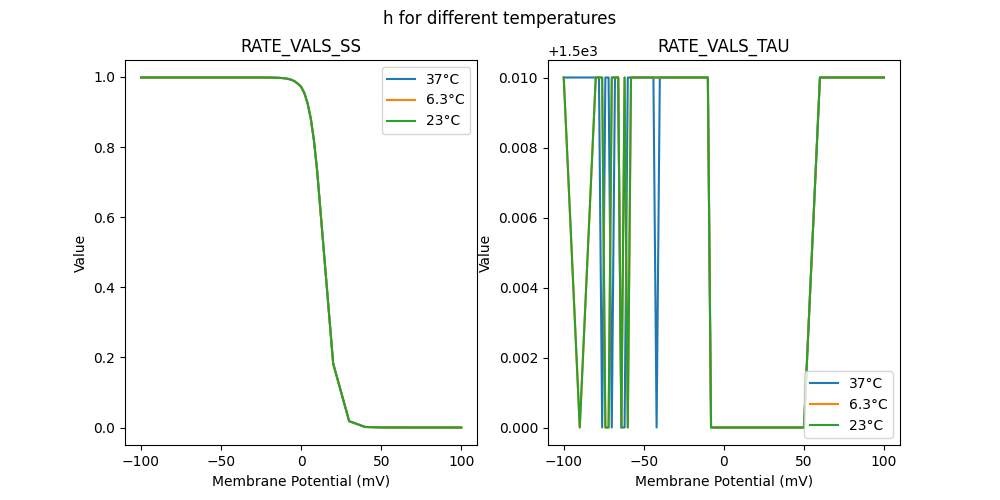 h for different temperatures
RATE_VALS_SS
1.0
0.8
0.6
0.4
0.2
0.0
Value
−100
−50
0
50
100
Membrane Potential (mV)
37°C
6.3°C
23°C
RATE_VALS_TAU
+1.5e3
0.010
0.008
0.006
0.004
0.002
0.000
Value
−100
−50
0
50
100
Membrane Potential (mV)
37°C
6.3°C
23°C